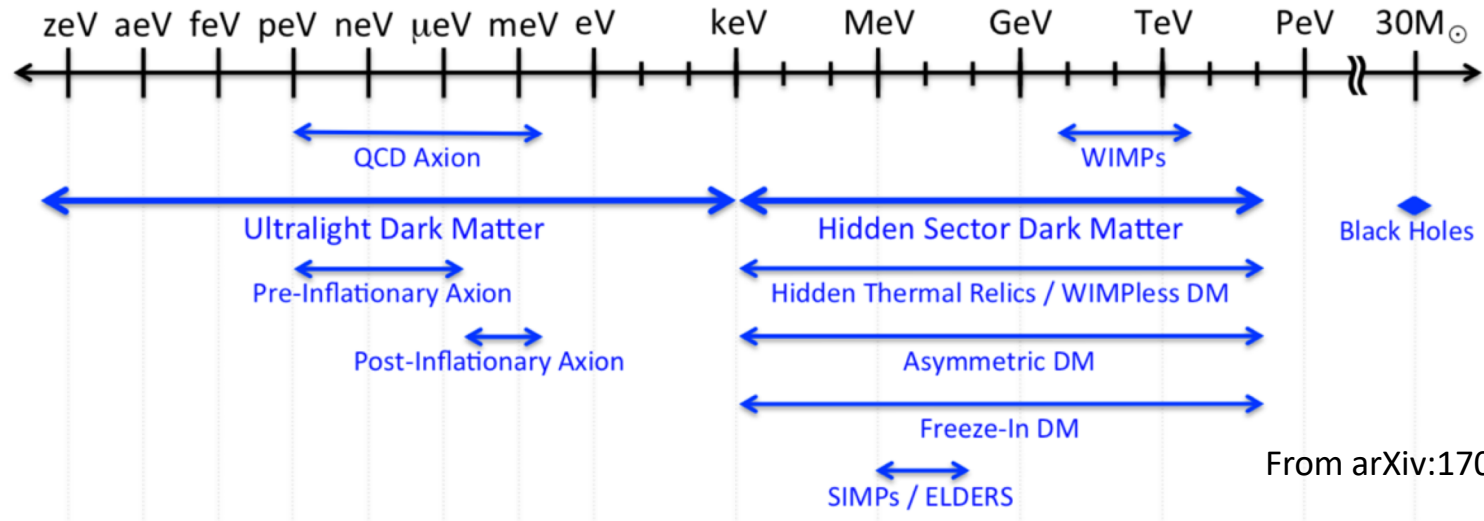 zeV aeV feV peV neV μeV meV eV keV MeV GeV TeV PeV 30M☉
QCD Axion WIMPs
Ultralight Dark Matter Hidden Sector Dark Matter Black Holes
Pre-Inflationary Axion Hidden Thermal Relics / WIMPless DM
Post-Inflationary Axion Asymmetric DM
Freeze-In DM
From arXiv:170
SIMPs / ELDERS